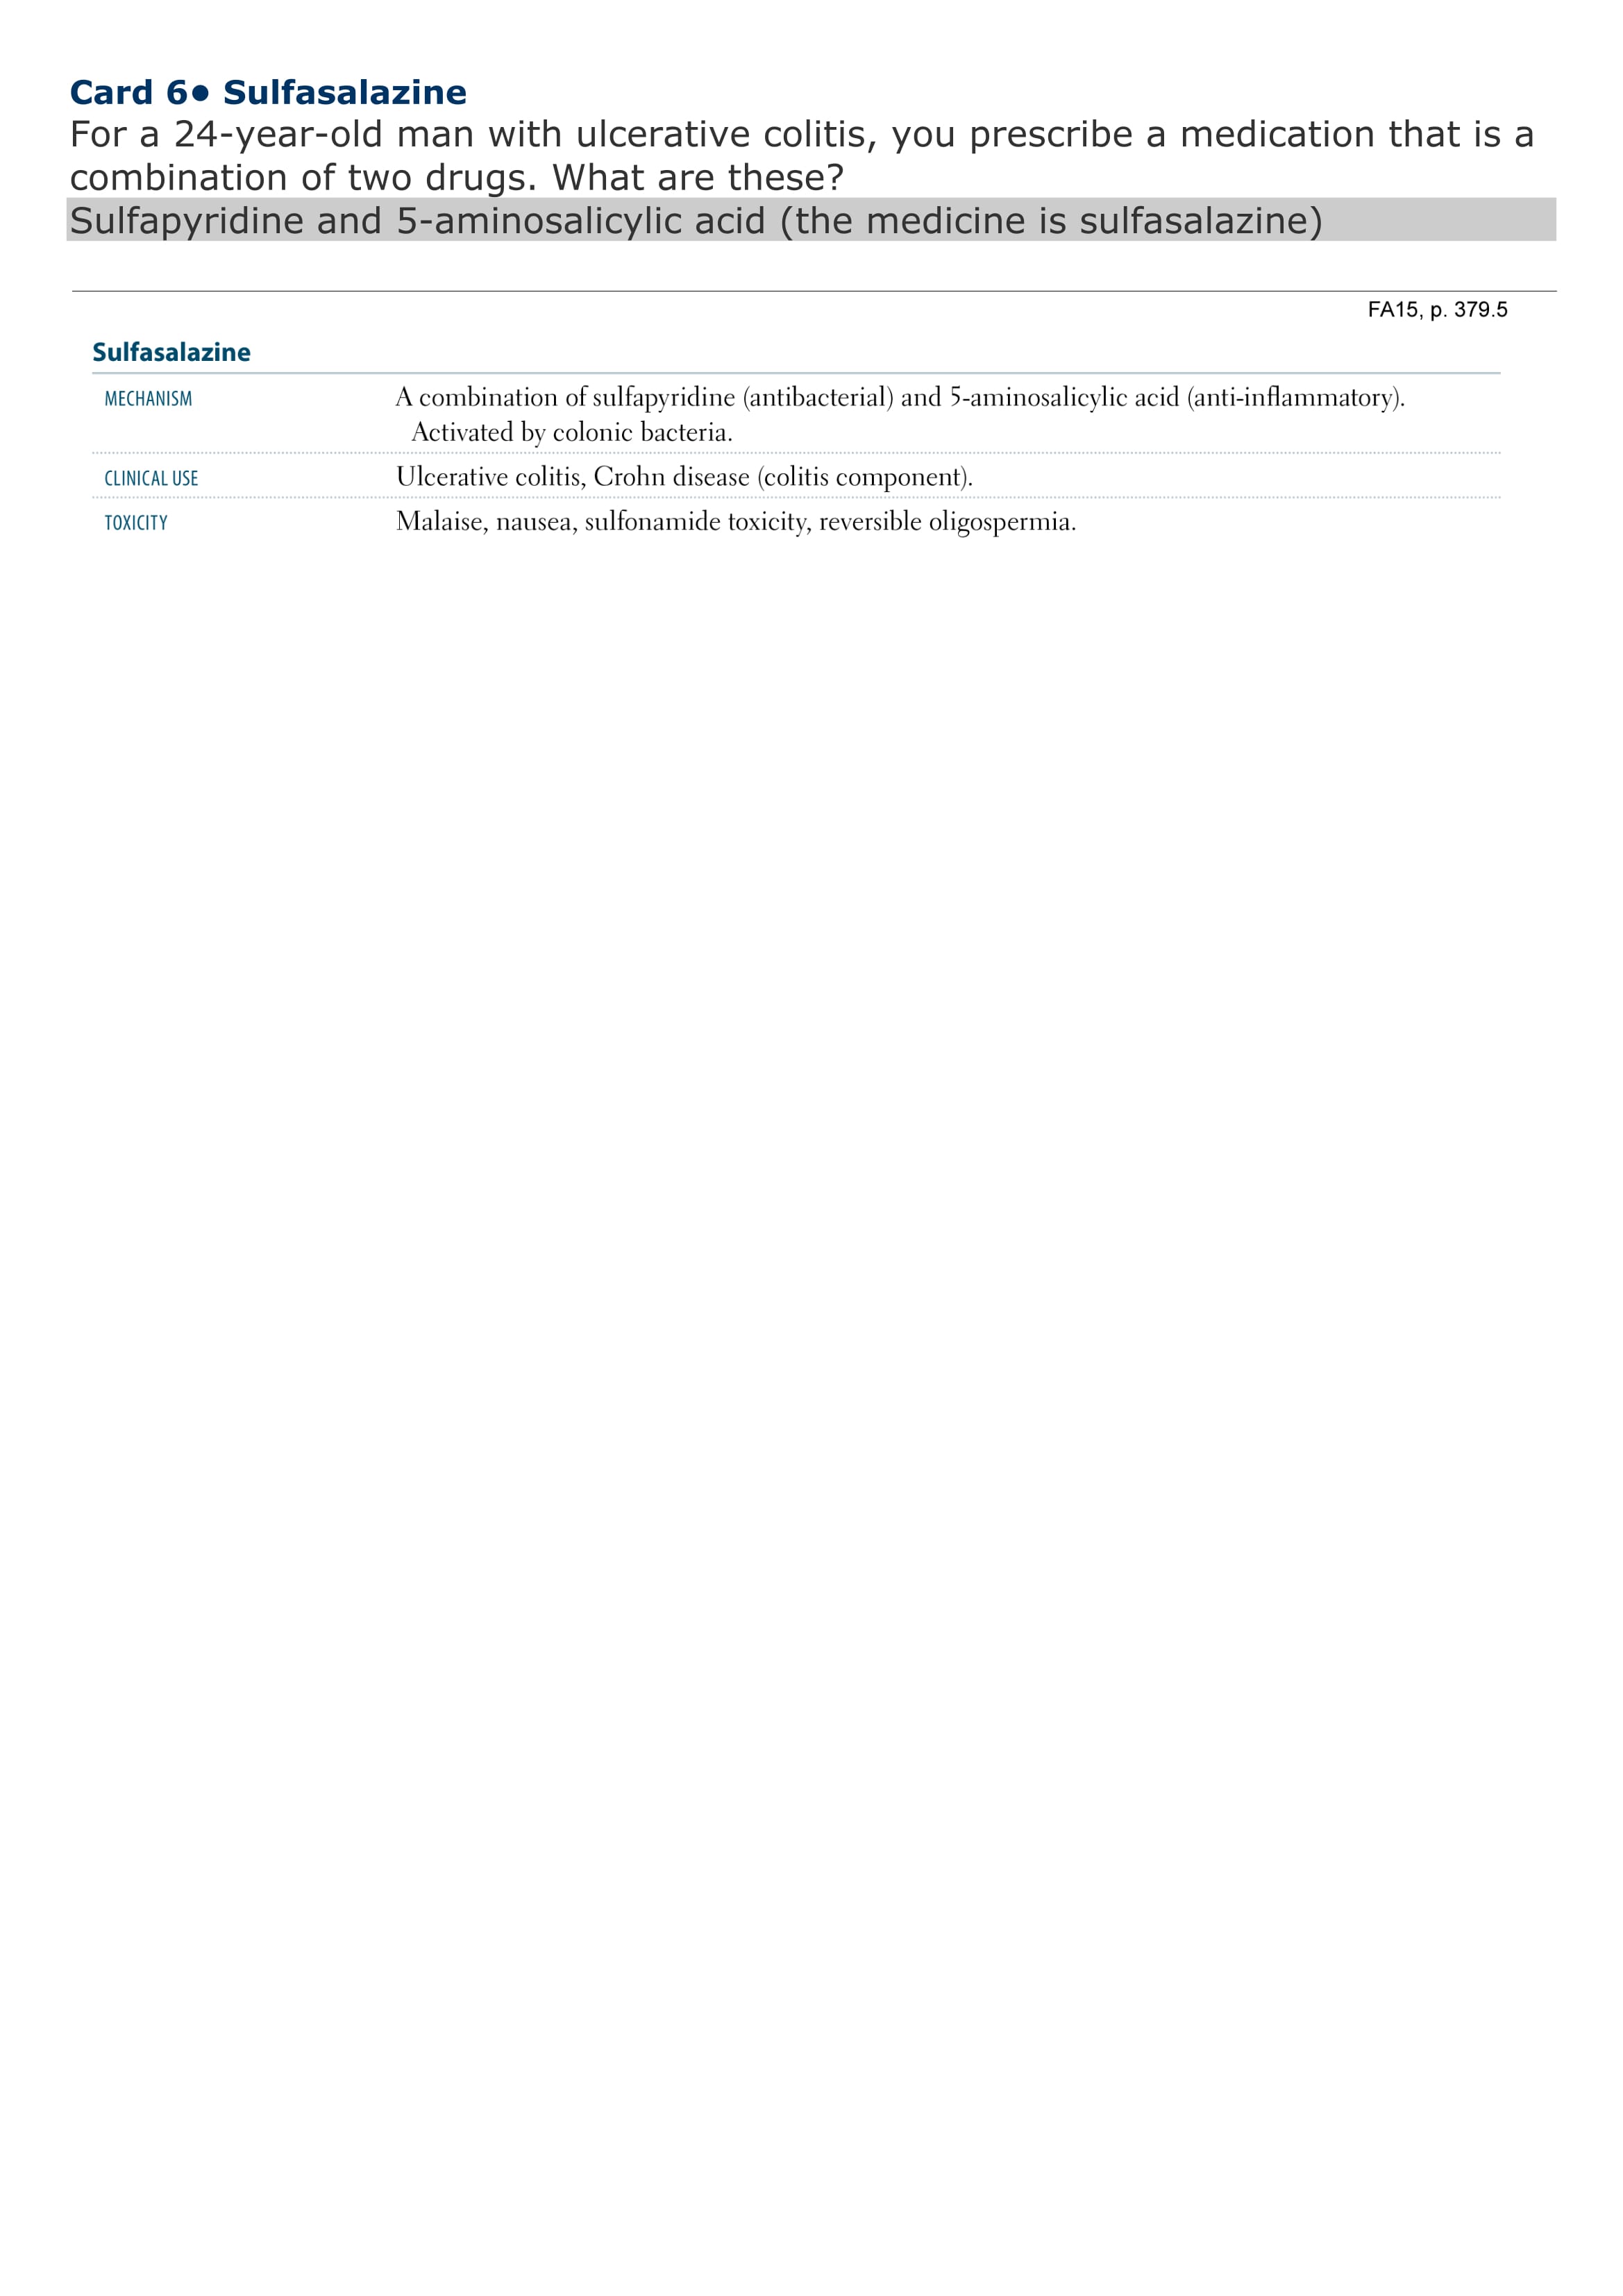 Card 6• Sulfasalazine
For a 24-year-old man with ulcerative colitis, you prescribe a medication that is a
combination of two drugs. What are these?
Sulfapyridine and 5-aminosalicylic acid (the medicine is sulfasalazine)
FA15, p. 379.5
Sulfasalazine
MECHANISM A combination of sulfapyridine (antibacterial) and 5-aminosalicylic acid (anti-inflammatory).
Activated by colonic bacteria.
CLINICAL USE Ulcerative colitis, Crohn disease (colitis component).
TOXICITY Malaise, nausea, sulfonamide toxicity, reversible oligospermia.